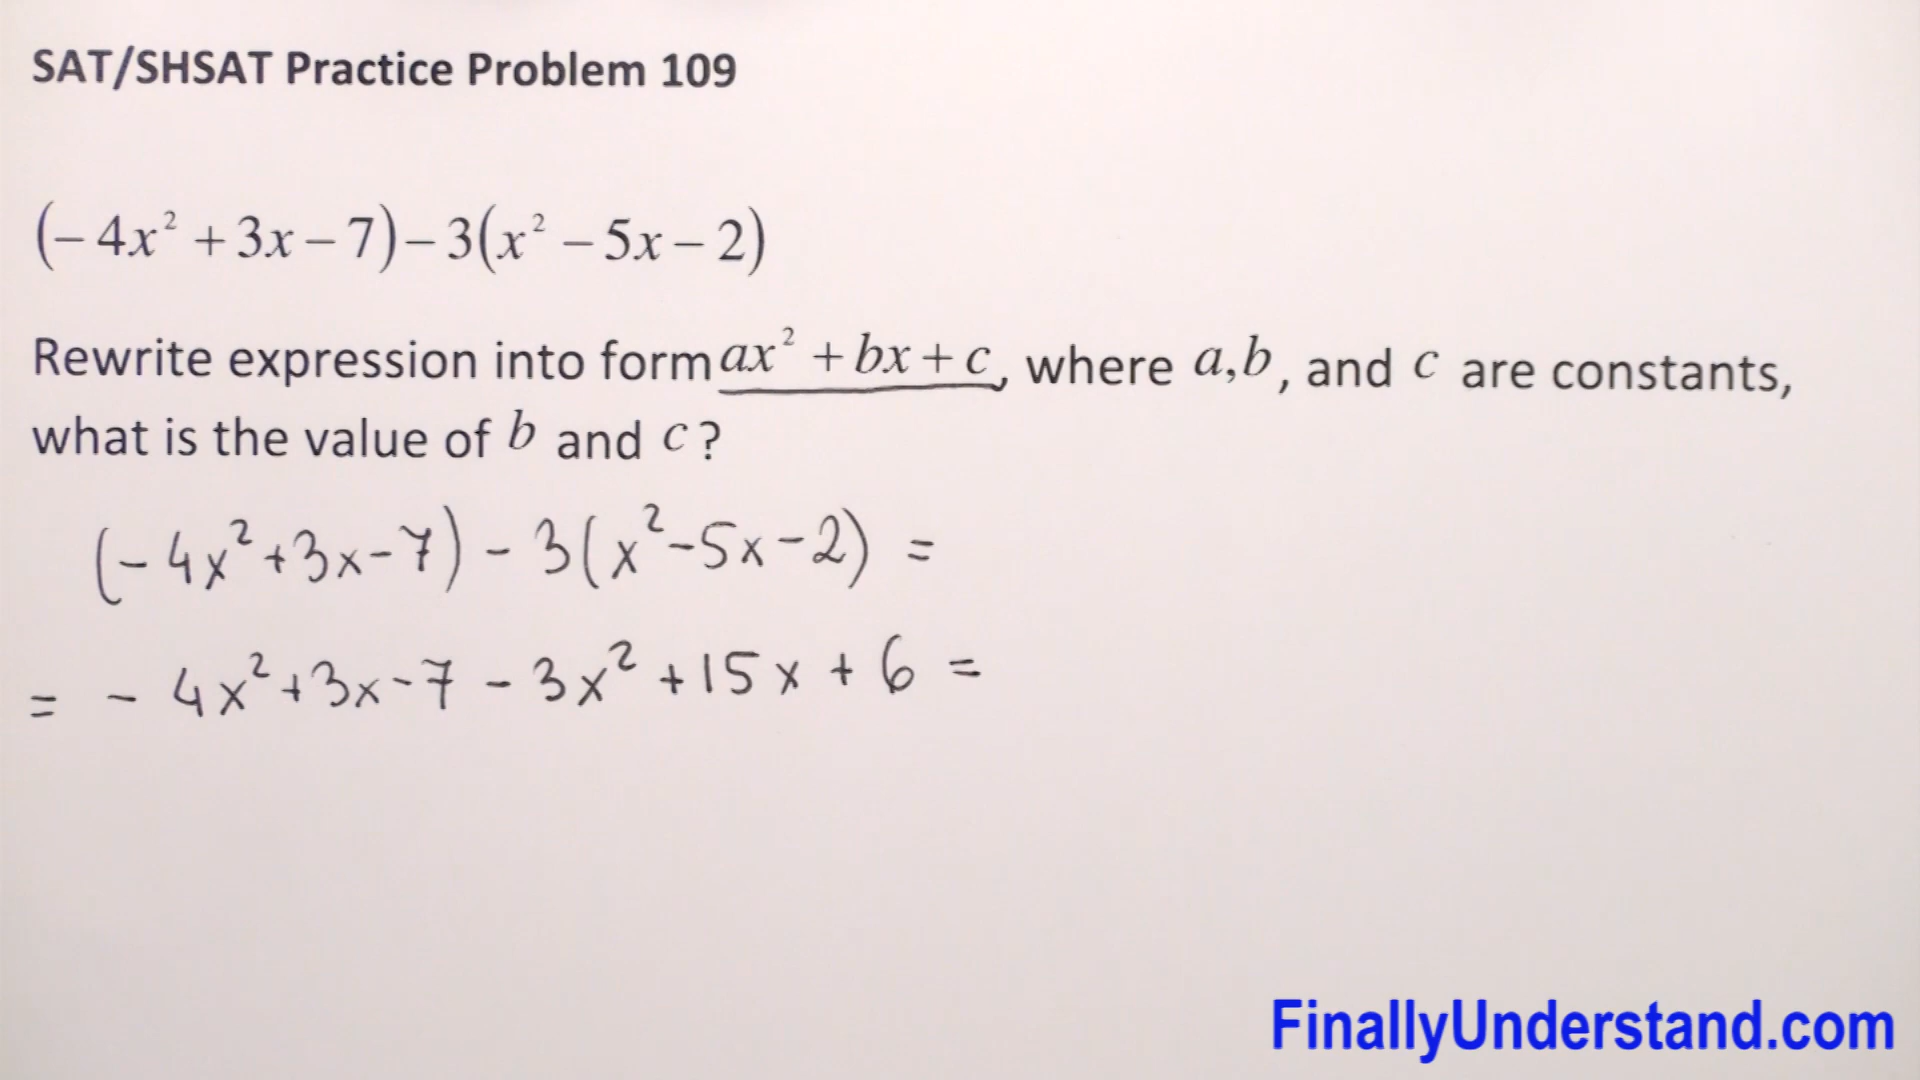 SAT/SHSAT Practice Problem 109
(− 4x² + 3x − 7) − 3(x² − 5x − 2)
Rewrite expression into form ax² + bx + c, where a,b, and c are constants,
what is the value of b and c?
(− 4x² + 3x − 7) − 3(x² − 5x − 2) =
= − 4x² + 3x − 7 − 3x² + 15x + 6 =
FinallyUnderstand.com